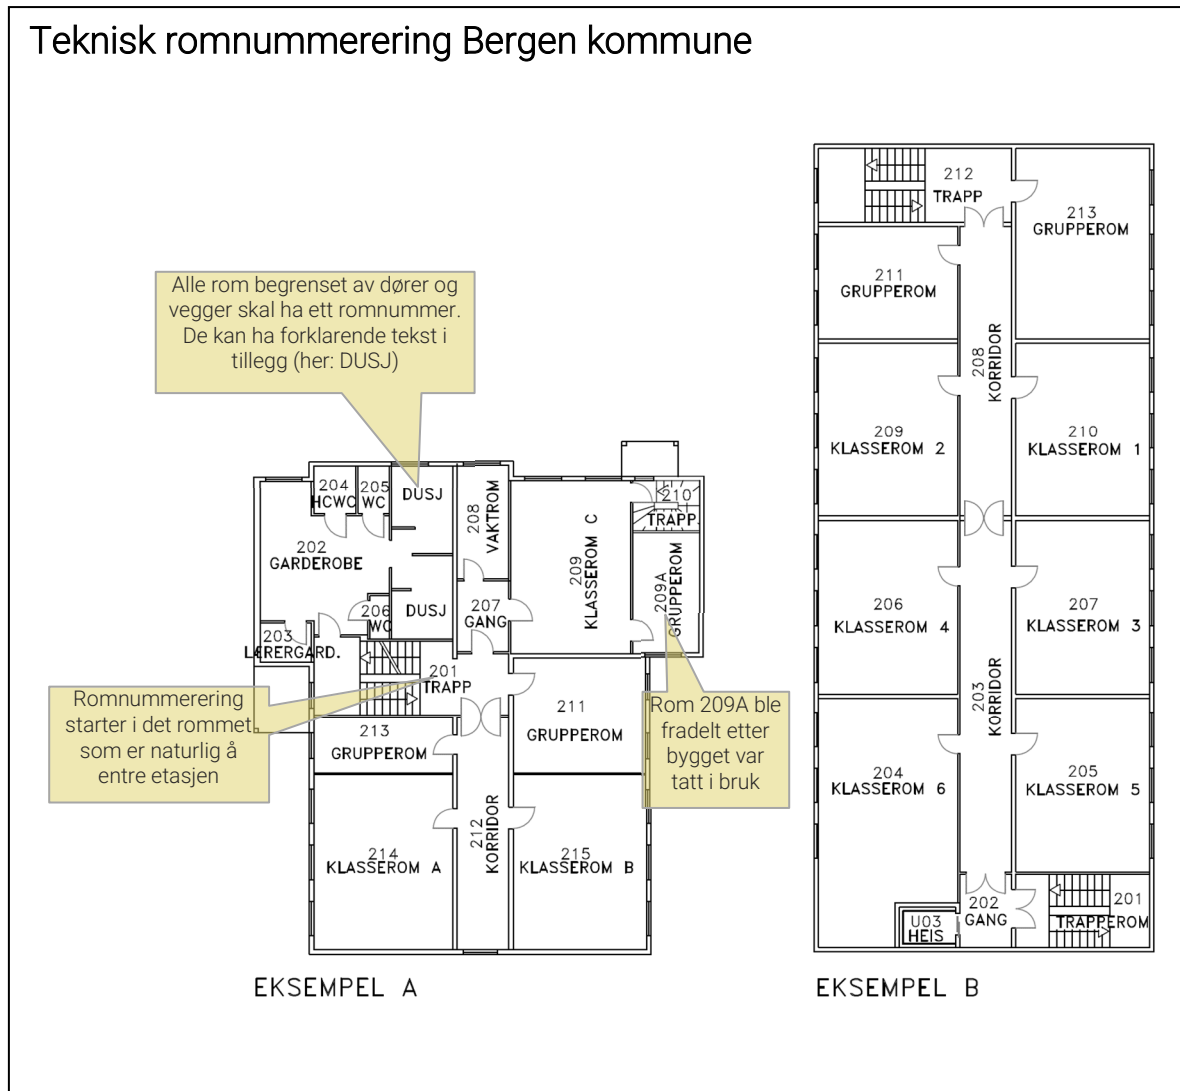 Teknisk romnummerering Bergen kommune
Alle rom begrenset av dører og
vegger skal ha ett romnummer.
De kan ha forklarende tekst i
tillegg (her: DUSJ)
204
HCWC
205
WC
DUSJ
208
VAKTROM
202
GARDEROBE
206
WC
DUSJ
207
GANG
209
KLASSEROM C
210
TRAPP.
209A
GRUPPEROM
203
LÆRERGARD.
201
TRAPP
Romnummerering
starter i det rommet
som er naturlig å
entre etasjen
Rom 209A ble
fradelt etter
bygget var
tatt i bruk
213
GRUPPEROM
211
GRUPPEROM
212
KORRIDOR
214
KLASSEROM A
215
KLASSEROM B
EKSEMPEL A
212
TRAPP
213
GRUPPEROM
211
GRUPPEROM
208
KORRIDOR
209
KLASSEROM 2
210
KLASSEROM 1
206
KLASSEROM 4
207
KLASSEROM 3
203
KORRIDOR
204
KLASSEROM 6
205
KLASSEROM 5
U03
HEIS
202
GANG
201
TRAPPEROM
EKSEMPEL B